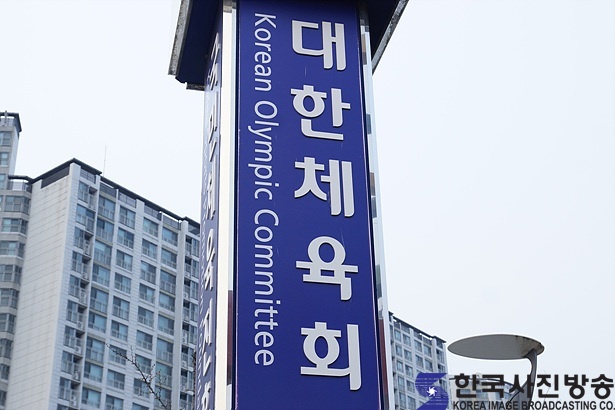 대한체육회
Korean Olympic Committee
한국사진방송
KOREA IMAGE BROADCASTING CO.